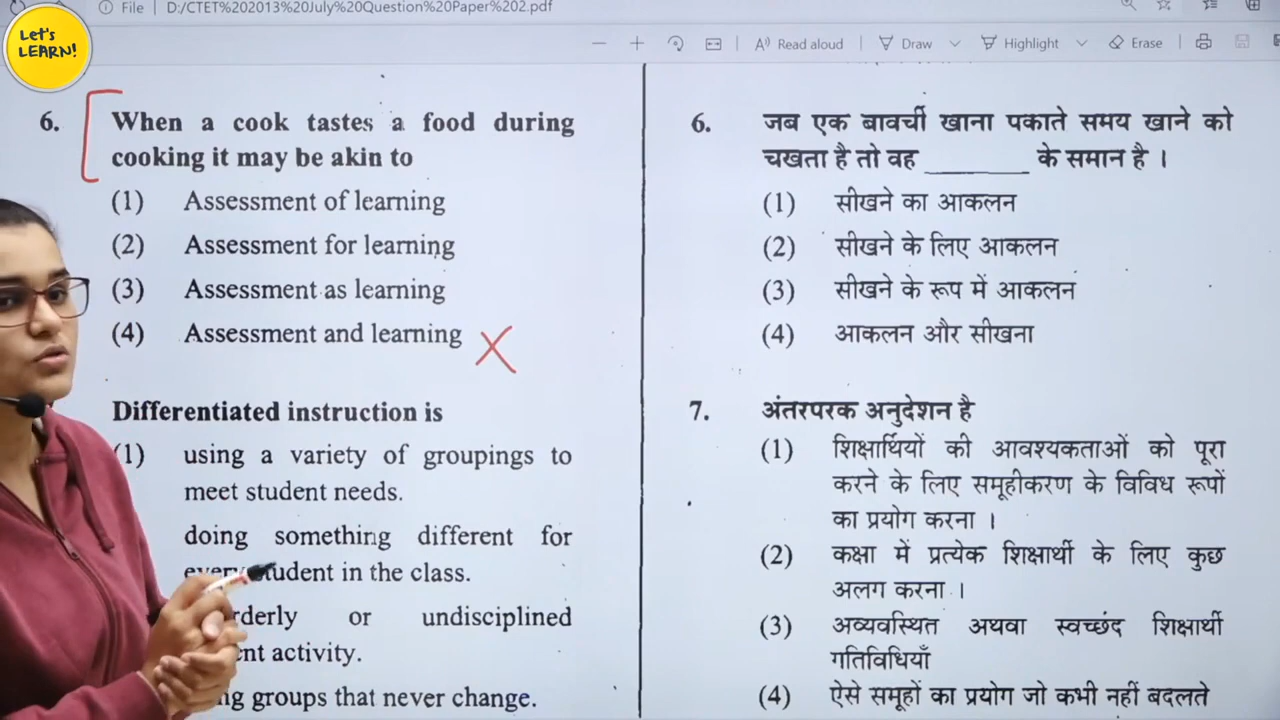 Let's
LEARN!
File | D:/CTET%202013%20July%20Question%20Paper%202.pdf
Read aloud
Draw
Highlight
Erase
6. When a cook tastes a food during
cooking it may be akin to
(1) Assessment of learning
(2) Assessment for learning
(3) Assessment as learning
(4) Assessment and learning
Differentiated instruction is
(1) using a variety of groupings to
meet student needs.
doing something different for
every student in the class.
or undisciplined
activity.
groups that never change.
6. जब एक बावर्ची खाना पकाते समय खाने को
चखता है तो वह ________ के समान है ।
(1) सीखने का आकलन
(2) सीखने के लिए आकलन
(3) सीखने के रूप में आकलन
(4) आकलन और सीखना
7. अंतरपरक अनुदेशन है
(1) शिक्षार्थियों की आवश्यकताओं को पूरा
करने के लिए समूहीकरण के विविध रूपों
का प्रयोग करना ।
(2) कक्षा में प्रत्येक शिक्षार्थी के लिए कुछ
अलग करना ।
(3) अव्यवस्थित अथवा स्वच्छंद शिक्षार्थी
गतिविधियाँ
(4) ऐसे समूहों का प्रयोग जो कभी नहीं बदलते